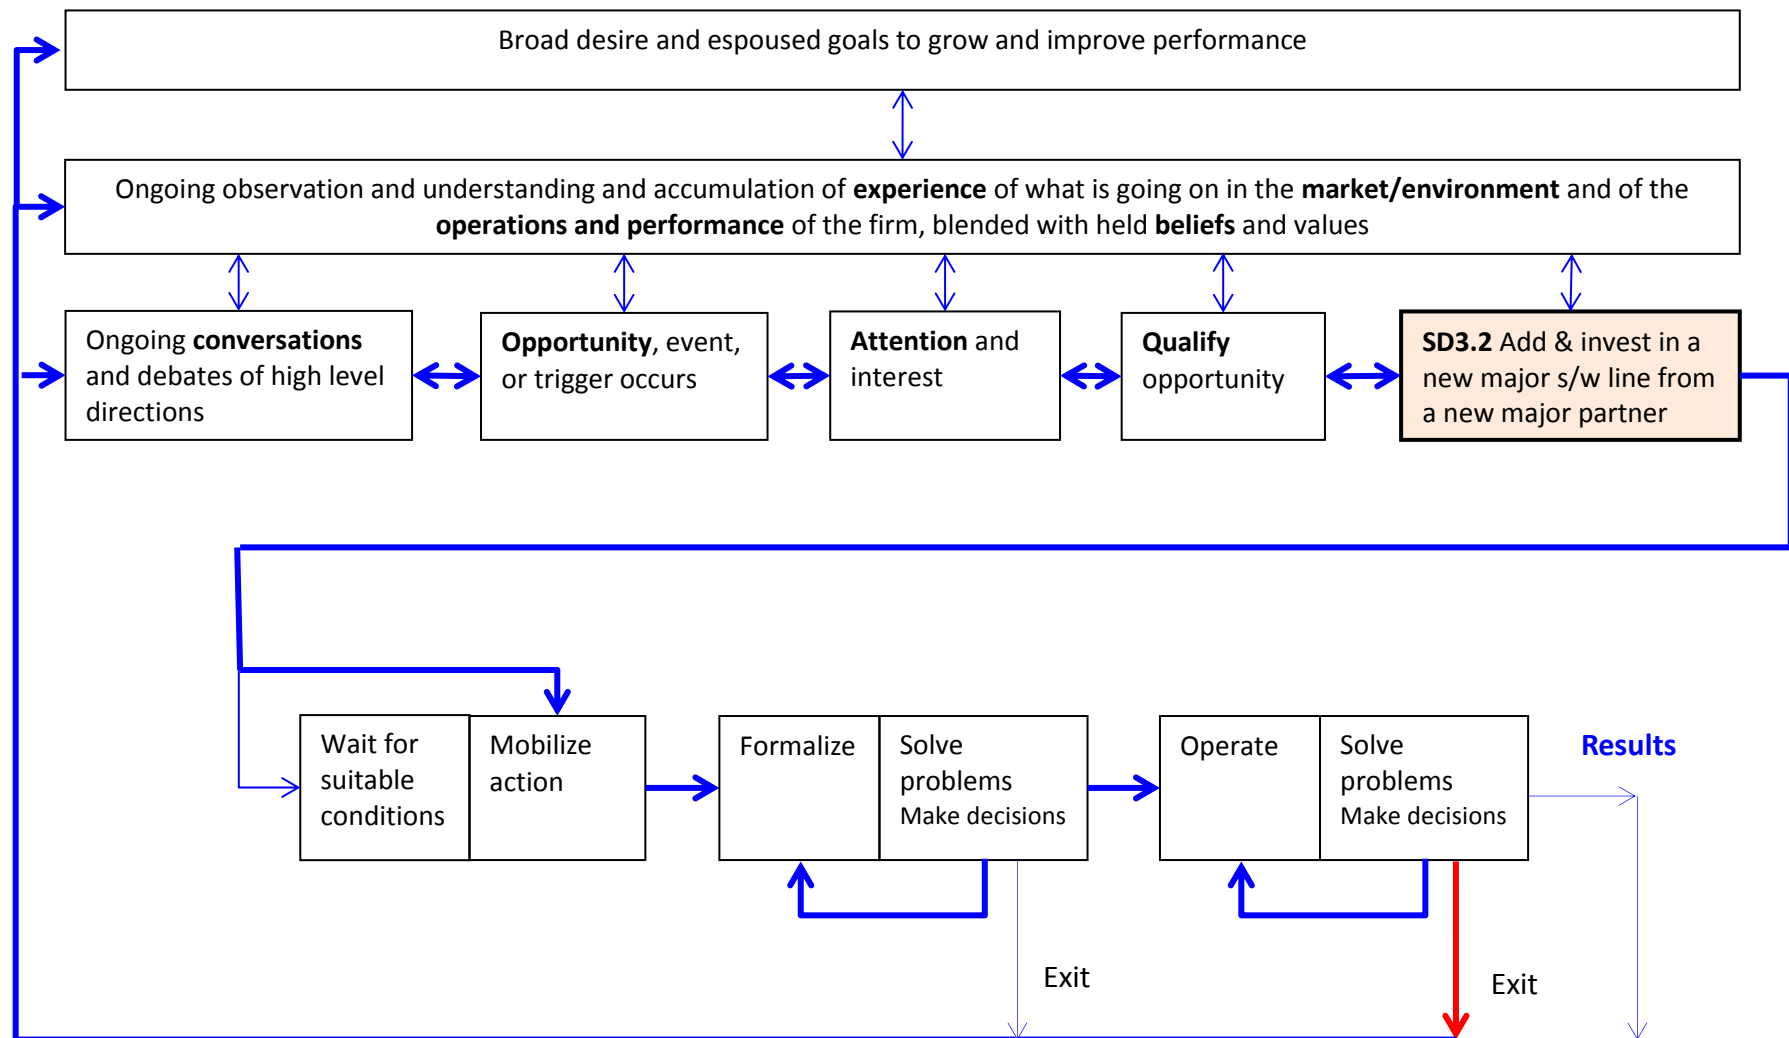 Broad desire and espoused goals to grow and improve performance
Ongoing observation and understanding and accumulation of experience of what is going on in the market/environment and of the
operations and performance of the firm, blended with held beliefs and values
Ongoing conversations
and debates of high level
directions
Opportunity, event,
or trigger occurs
Attention and
interest
Qualify
opportunity
SD3.2 Add & invest in a
new major s/w line from
a new major partner
Wait for
suitable
conditions
Mobilize
action
Formalize
Solve
problems
Make decisions
Operate
Solve
problems
Make decisions
Results
Exit
Exit